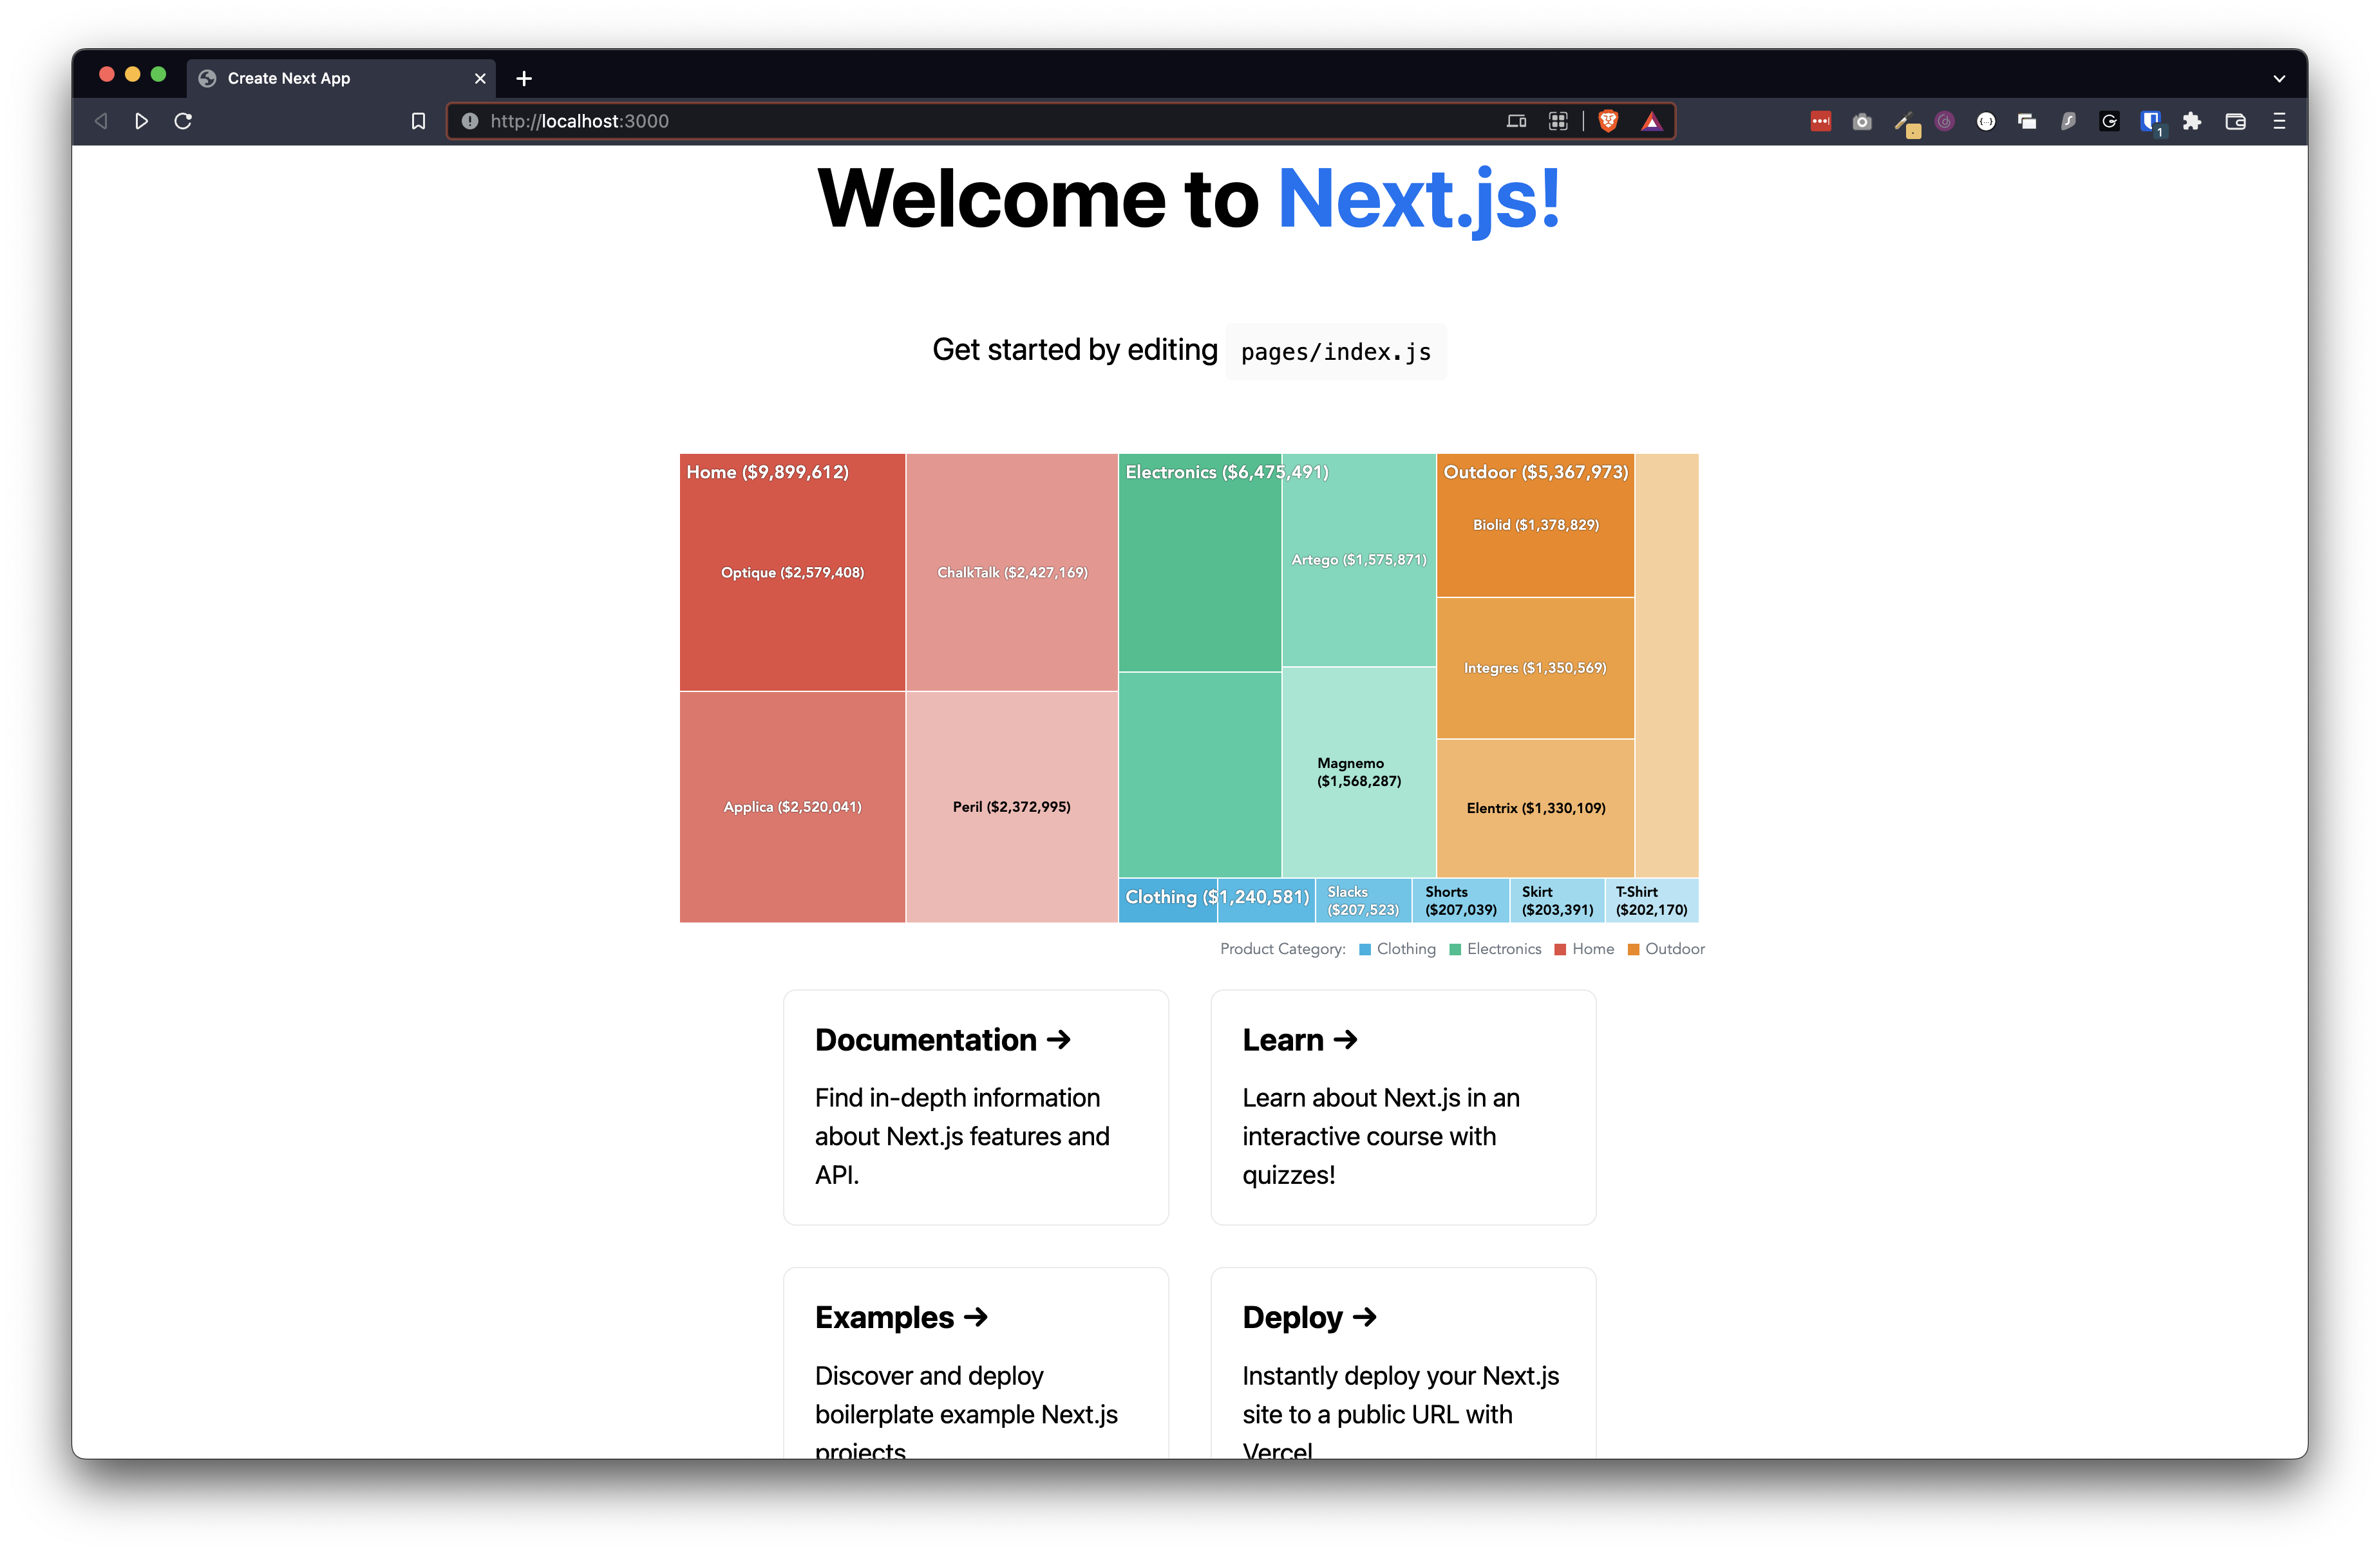 Create Next App
http://localhost:3000
1
Welcome to Next.js!
Get started by editing pages/index.js
Home ($9,899,612)
Optique ($2,579,408)
ChalkTalk ($2,427,169)
Applica ($2,520,041)
Peril ($2,372,995)
Electronics ($6,475,491)
Artego ($1,575,871)
Magnemo
($1,568,287)
Outdoor ($5,367,973)
Biolid ($1,378,829)
Integres ($1,350,569)
Elentrix ($1,330,109)
Clothing ($1,240,581)
Slacks
($207,523)
Shorts
($207,039)
Skirt
($203,391)
T-Shirt
($202,170)
Product Category: Clothing Electronics Home Outdoor
Documentation →
Find in-depth information
about Next.js features and
API.
Learn →
Learn about Next.js in an
interactive course with
quizzes!
Examples →
Discover and deploy
boilerplate example Next.js
projects
Deploy →
Instantly deploy your Next.js
site to a public URL with
Vercel